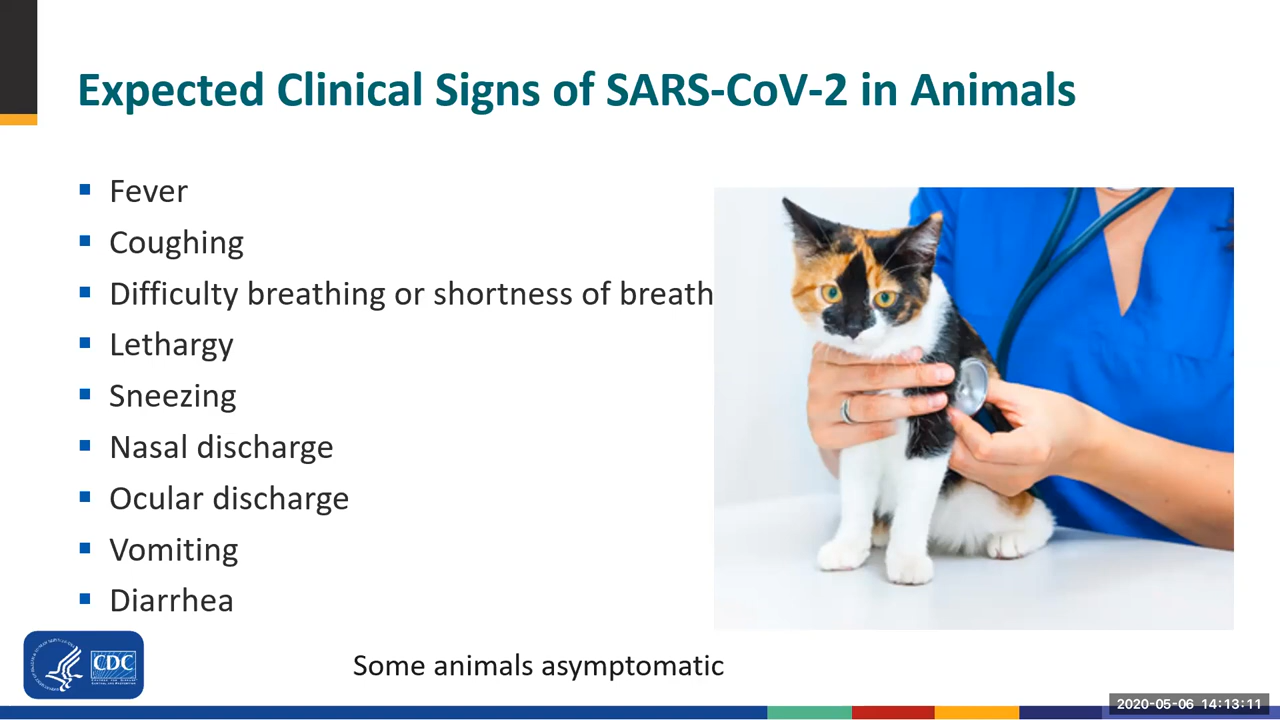 Expected Clinical Signs of SARS-CoV-2 in Animals
Fever
Coughing
Difficulty breathing or shortness of breath
Lethargy
Sneezing
Nasal discharge
Ocular discharge
Vomiting
Diarrhea
CDC
Some animals asymptomatic
2020-05-06 14:13:11